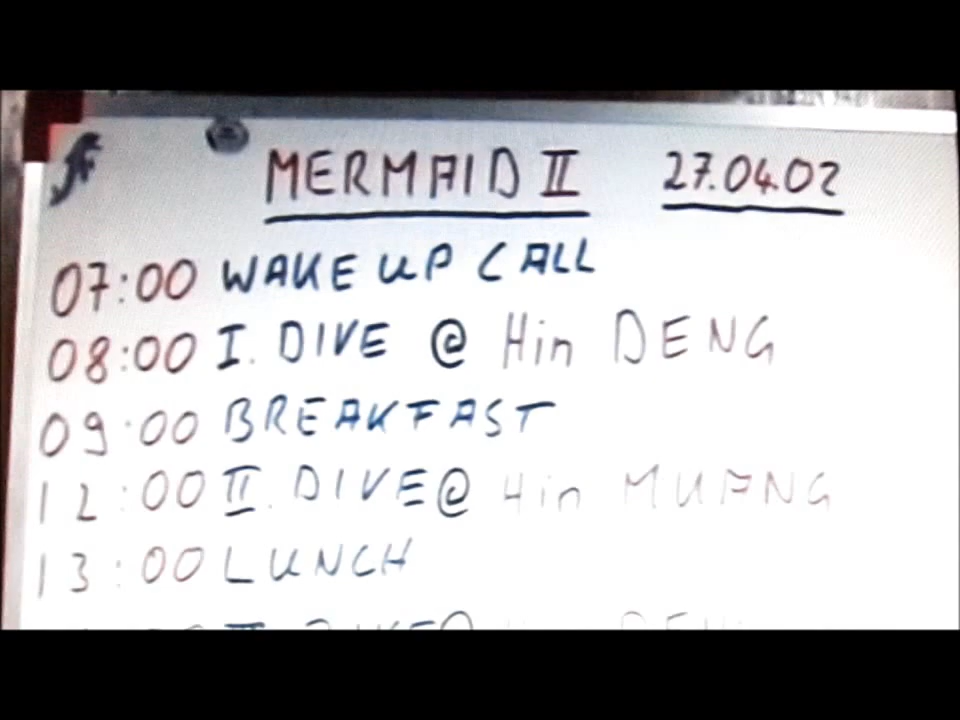 MERMAID II 27.04.02
07:00 WAKE UP CALL
08:00 I. DIVE @ Hin DENG
09:00 BREAKFAST
12:00 II. DIVE @ Hin MUANG
13:00 LUNCH